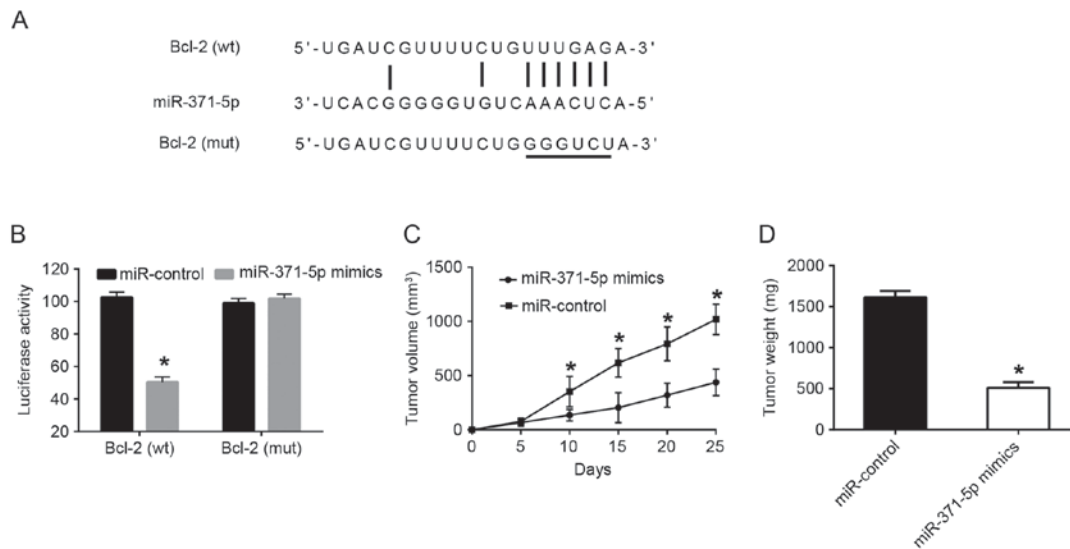 A
Bcl-2 (wt) 5'-UGAUCGUUUUCUGUUUGAGA-3'
miR-371-5p 3'-UCACGGGGGUGUCAAACUCA-5'
Bcl-2 (mut) 5'-UGAUCGUUUUCUGGGGUCUA-3'
B
miR-control miR-371-5p mimics
Luciferase activity
120
100
80
60
40
20
*
Bcl-2 (wt) Bcl-2 (mut)
C
Tumor volume (mm³)
1500
1000
500
0
miR-371-5p mimics
miR-control
* * * *
0 5 10 15 20 25
Days
D
Tumor weight (mg)
2000
1500
1000
500
0
*
miR-control
miR-371-5p mimics